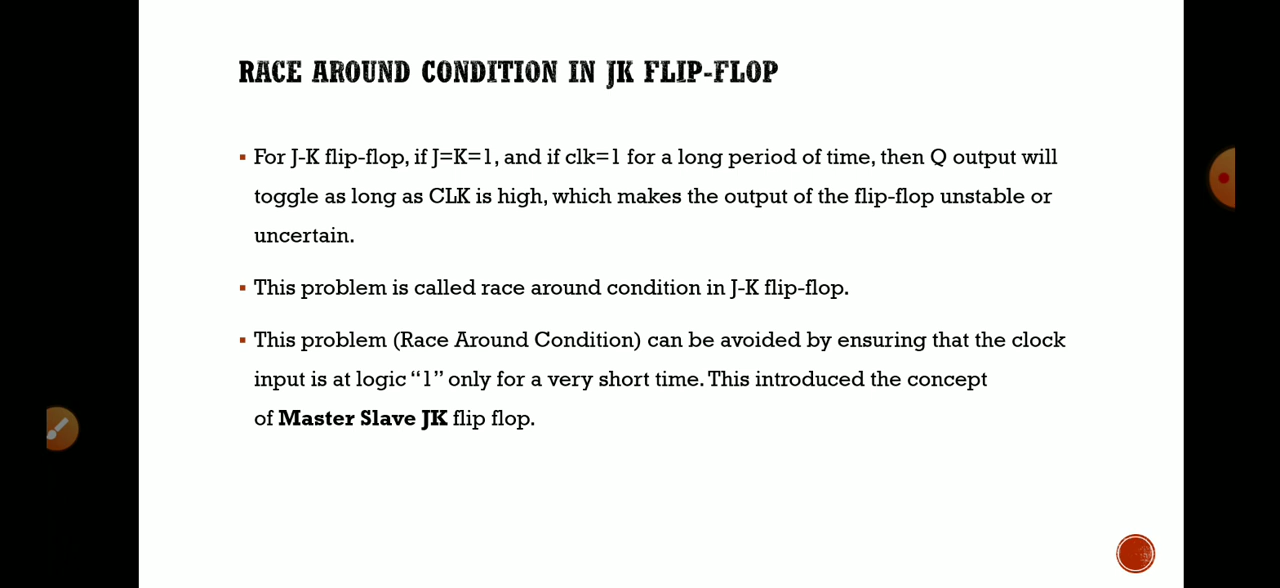 RACE AROUND CONDITION IN JK FLIP-FLOP
▪ For J-K flip-flop, if J=K=1, and if clk=1 for a long period of time, then Q output will
toggle as long as CLK is high, which makes the output of the flip-flop unstable or
uncertain.
▪ This problem is called race around condition in J-K flip-flop.
▪ This problem (Race Around Condition) can be avoided by ensuring that the clock
input is at logic “1” only for a very short time. This introduced the concept
of Master Slave JK flip flop.